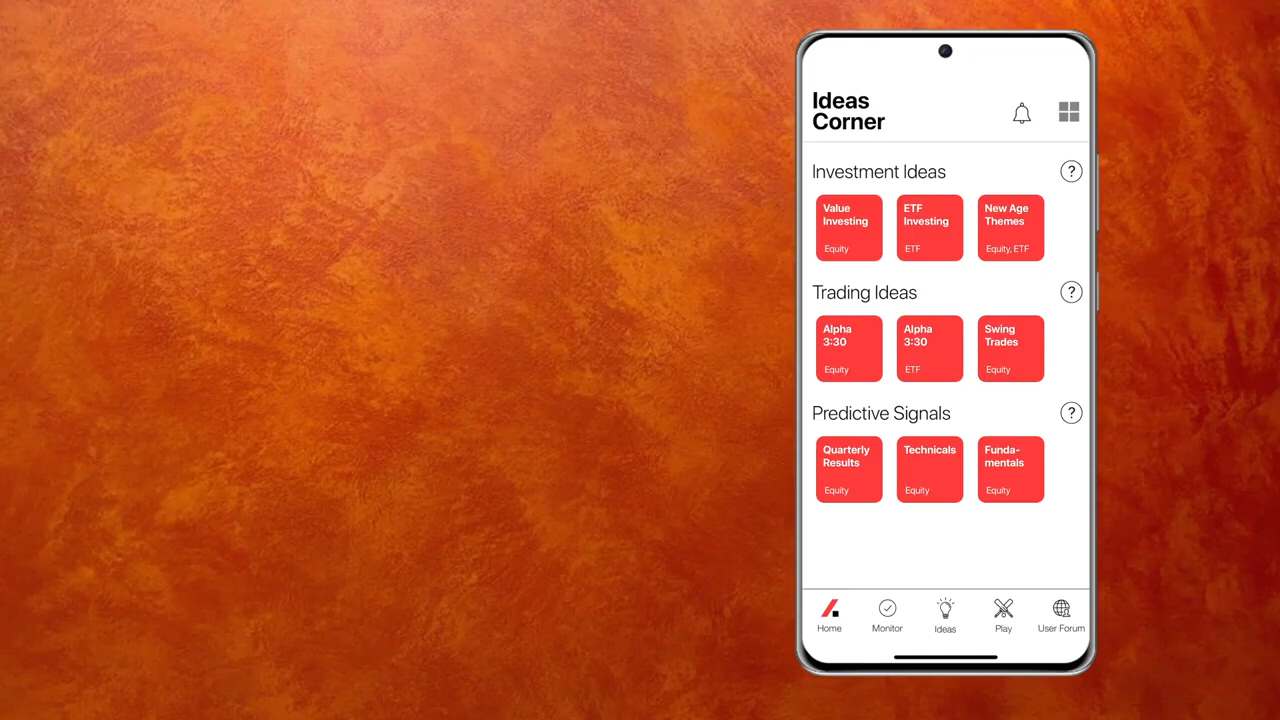 Ideas
Corner
Investment Ideas
?
Value
Investing
Equity
ETF
Investing
ETF
New Age
Themes
Equity, ETF
Trading Ideas
?
Alpha
3:30
Equity
Alpha
3:30
ETF
Swing
Trades
Equity
Predictive Signals
?
Quarterly
Results
Equity
Technicals
Equity
Funda-
mentals
Equity
Home
Monitor
Ideas
Play
User Forum